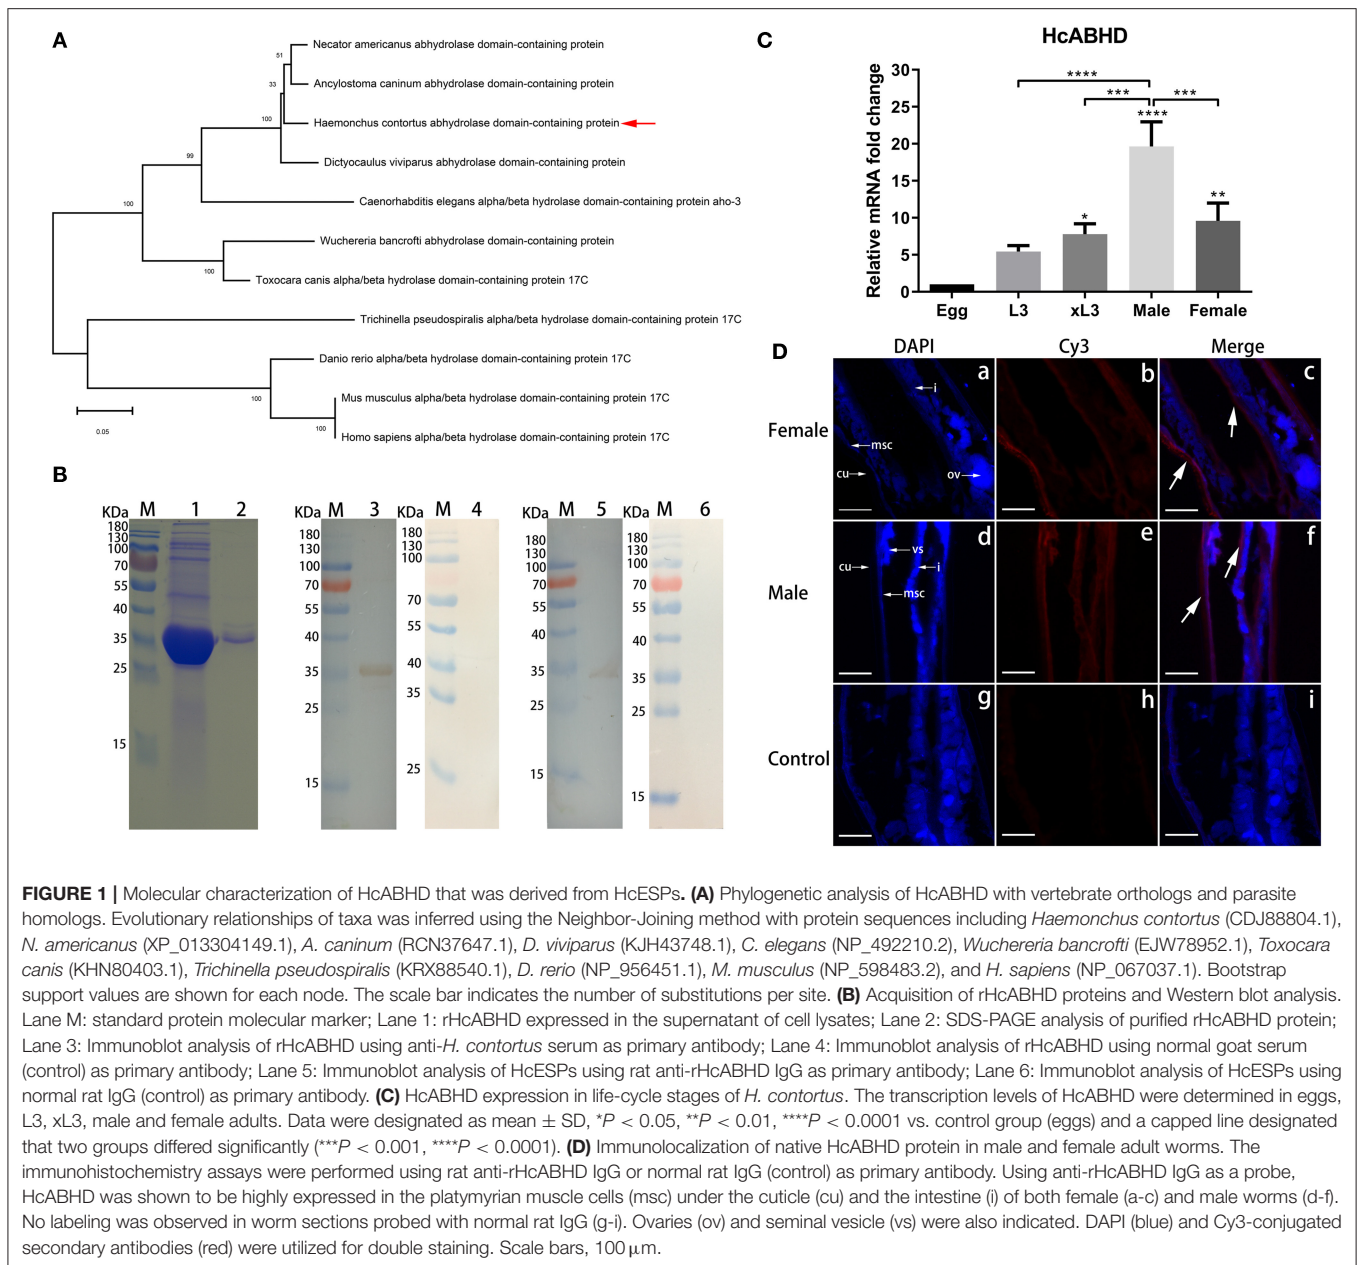 A
Necator americanus abhydrolase domain-containing protein
51
Ancylostoma caninum abhydrolase domain-containing protein
33
Haemonchus contortus abhydrolase domain-containing protein
100
Dictyocaulus viviparus abhydrolase domain-containing protein
99
Caenorhabditis elegans alpha/beta hydrolase domain-containing protein aho-3
100
Wuchereria bancrofti abhydrolase domain-containing protein
100
Toxocara canis alpha/beta hydrolase domain-containing protein 17C
Trichinella pseudospiralis alpha/beta hydrolase domain-containing protein 17C
Danio rerio alpha/beta hydrolase domain-containing protein 17C
100
Mus musculus alpha/beta hydrolase domain-containing protein 17C
100
Homo sapiens alpha/beta hydrolase domain-containing protein 17C
0.05
B
KDa M 1 2
180
130
100
70
55
40
35
25
15
KDa M 3
180
130
100
70
55
40
35
25
15
KDa M 4
180
130
100
70
55
40
35
25
KDa M 5
180
130
100
70
55
40
35
25
15
KDa M 6
180
130
100
70
55
40
35
25
15
C
HcABHD
Relative mRNA fold change
30
25
20
15
10
5
0
****
*** ***
****
*
**
Egg L3 xL3 Male Female
D
DAPI Cy3 Merge
Female
a b c
i
msc
cu
ov
Male
d e f
vs
cu
i
msc
Control
g h i
FIGURE 1 | Molecular characterization of HcABHD that was derived from HcESPs. (A) Phylogenetic analysis of HcABHD with vertebrate orthologs and parasite
homologs. Evolutionary relationships of taxa was inferred using the Neighbor-Joining method with protein sequences including Haemonchus contortus (CDJ88804.1),
N. americanus (XP_013304149.1), A. caninum (RCN37647.1), D. viviparus (KJH43748.1), C. elegans (NP_492210.2), Wuchereria bancrofti (EJW78952.1), Toxocara
canis (KHN80403.1), Trichinella pseudospiralis (KRX88540.1), D. rerio (NP_956451.1), M. musculus (NP_598483.2), and H. sapiens (NP_067037.1). Bootstrap
support values are shown for each node. The scale bar indicates the number of substitutions per site. (B) Acquisition of rHcABHD proteins and Western blot analysis.
Lane M: standard protein molecular marker; Lane 1: rHcABHD expressed in the supernatant of cell lysates; Lane 2: SDS-PAGE analysis of purified rHcABHD protein;
Lane 3: Immunoblot analysis of rHcABHD using anti-H. contortus serum as primary antibody; Lane 4: Immunoblot analysis of rHcABHD using normal goat serum
(control) as primary antibody; Lane 5: Immunoblot analysis of HcESPs using rat anti-rHcABHD IgG as primary antibody; Lane 6: Immunoblot analysis of HcESPs using
normal rat IgG (control) as primary antibody. (C) HcABHD expression in life-cycle stages of H. contortus. The transcription levels of HcABHD were determined in eggs,
L3, xL3, male and female adults. Data were designated as mean ± SD, *P < 0.05, **P < 0.01, ****P < 0.0001 vs. control group (eggs) and a capped line designated
that two groups differed significantly (***P < 0.001, ****P < 0.0001). (D) Immunolocalization of native HcABHD protein in male and female adult worms. The
immunohistochemistry assays were performed using rat anti-rHcABHD IgG or normal rat IgG (control) as primary antibody. Using anti-rHcABHD IgG as a probe,
HcABHD was shown to be highly expressed in the platymyrian muscle cells (msc) under the cuticle (cu) and the intestine (i) of both female (a-c) and male worms (d-f).
No labeling was observed in worm sections probed with normal rat IgG (g-i). Ovaries (ov) and seminal vesicle (vs) were also indicated. DAPI (blue) and Cy3-conjugated
secondary antibodies (red) were utilized for double staining. Scale bars, 100 μm.